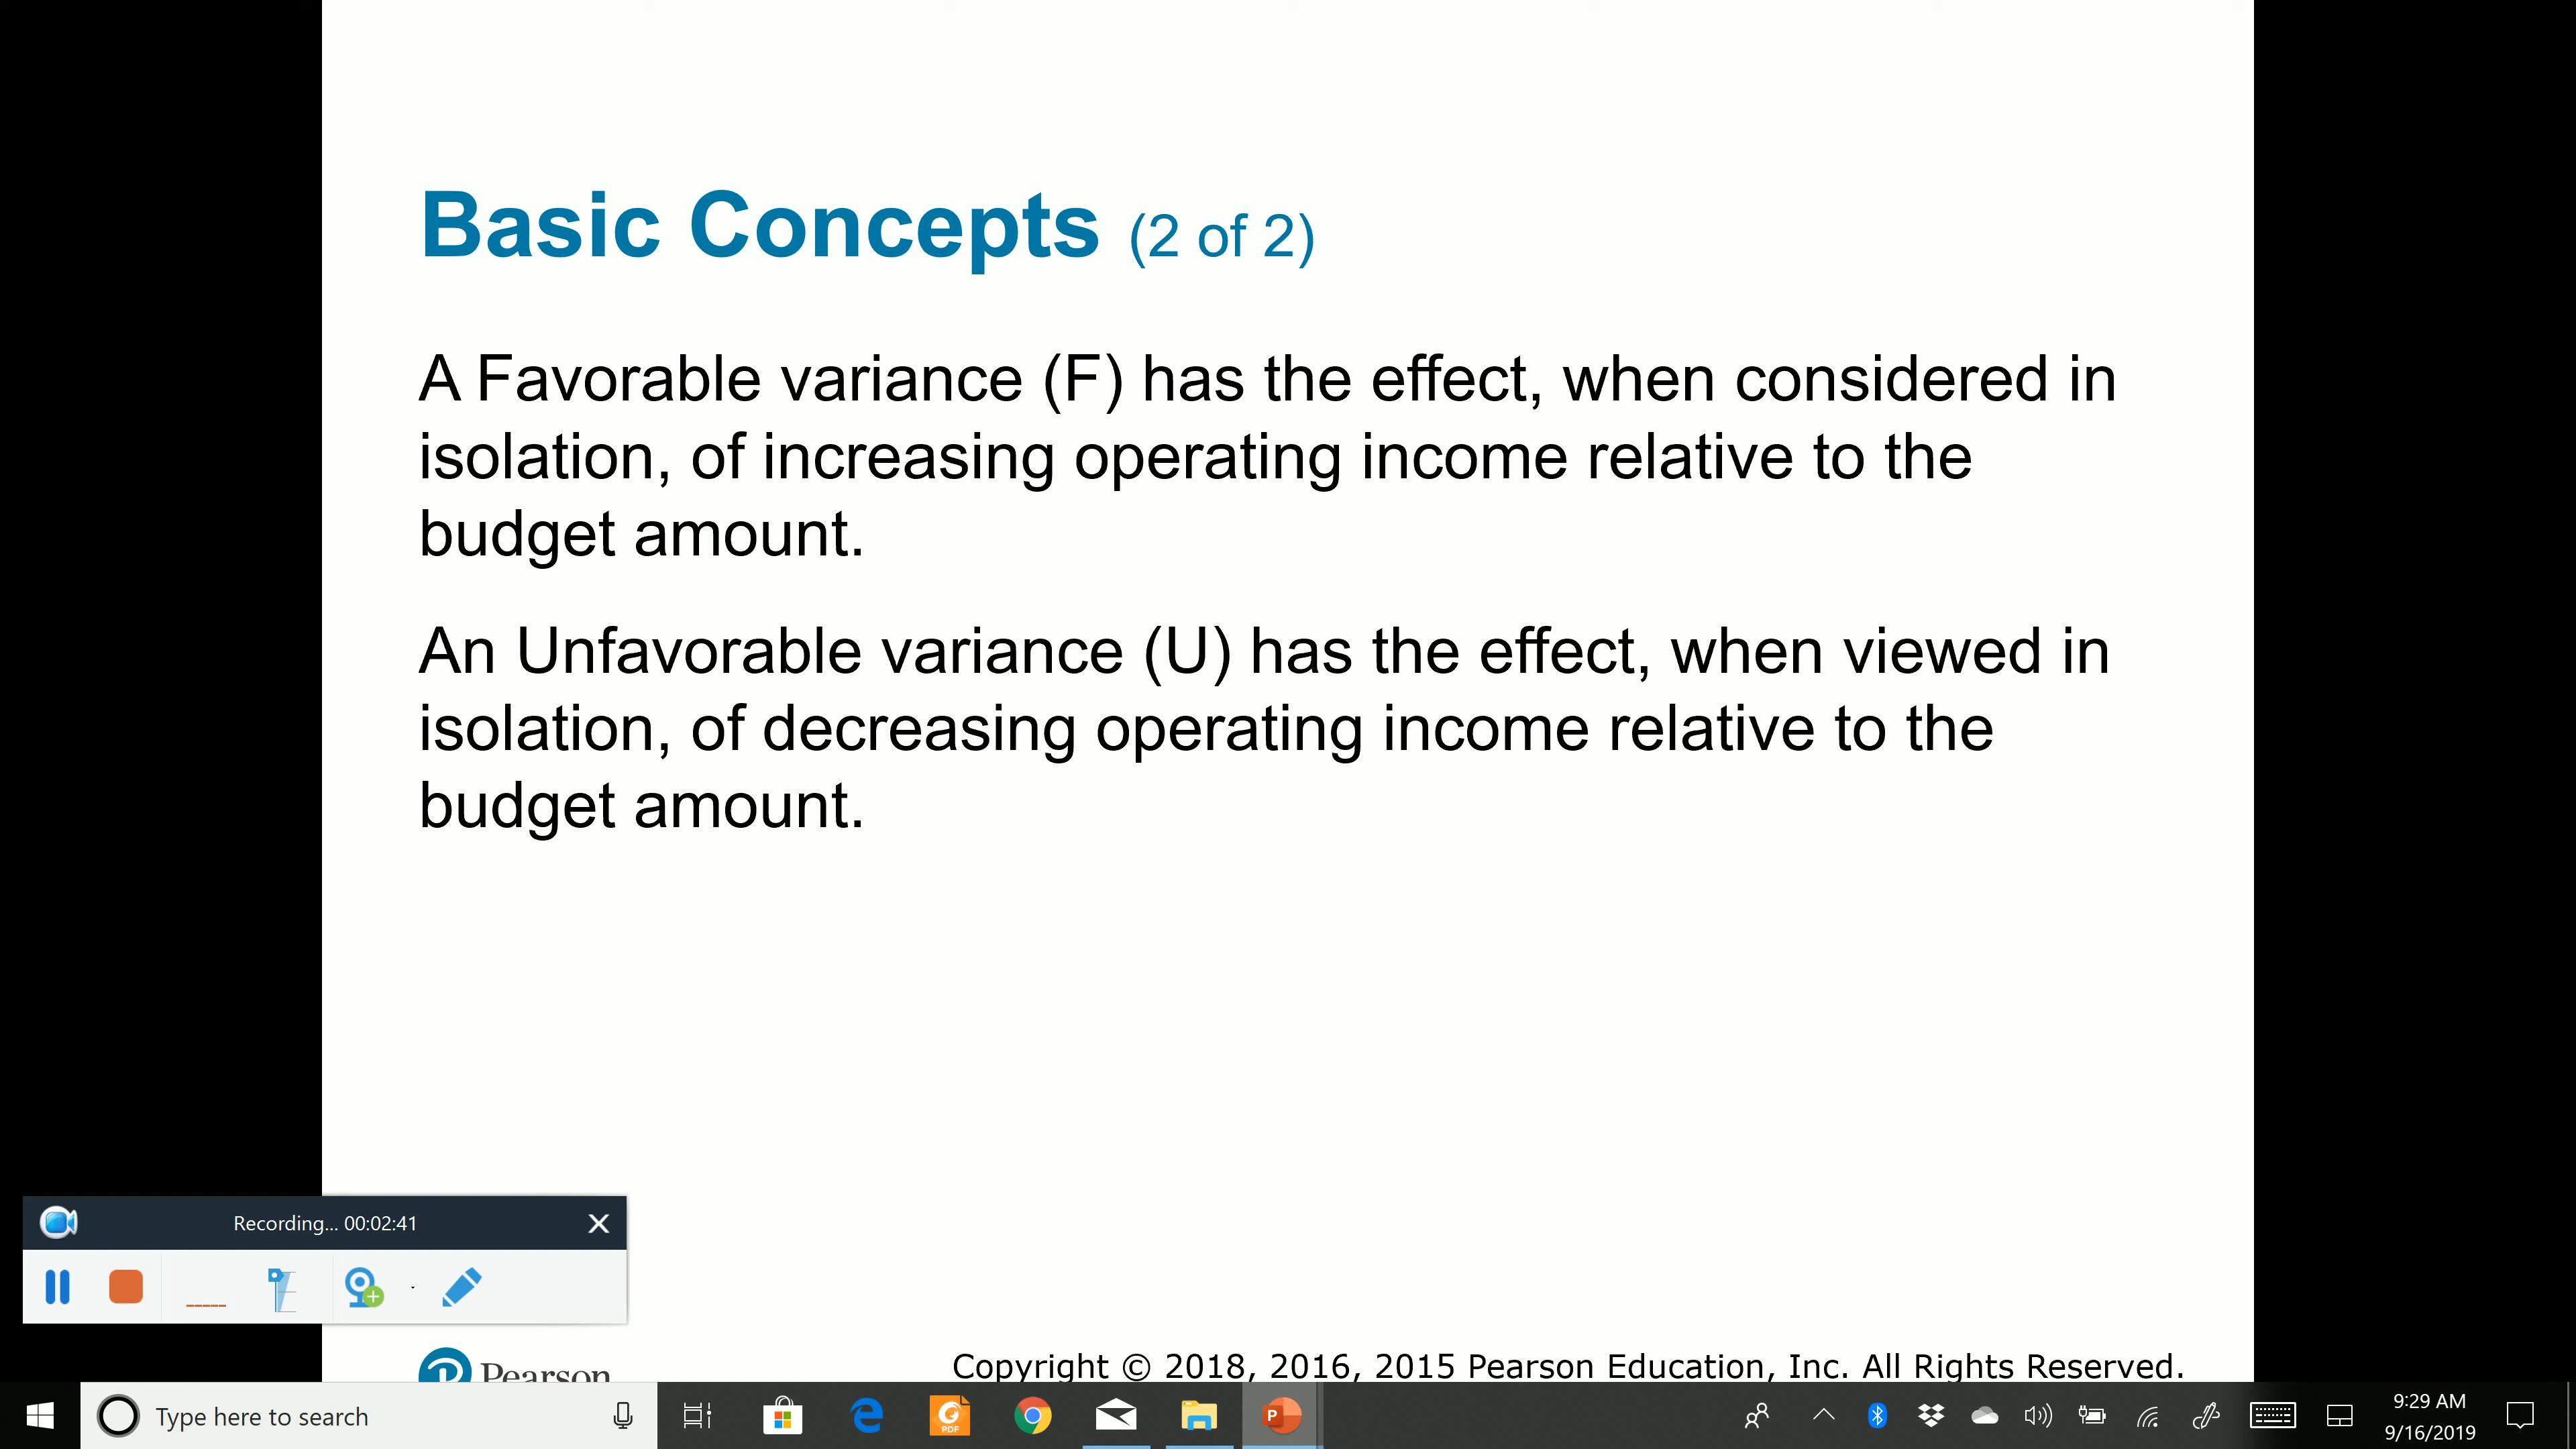 Basic Concepts (2 of 2)
A Favorable variance (F) has the effect, when considered in
isolation, of increasing operating income relative to the
budget amount.
An Unfavorable variance (U) has the effect, when viewed in
isolation, of decreasing operating income relative to the
budget amount.
Recording... 00:02:41
Pearson
Copyright © 2018, 2016, 2015 Pearson Education, Inc. All Rights Reserved.
Type here to search
PDF
P
9:29 AM
9/16/2019